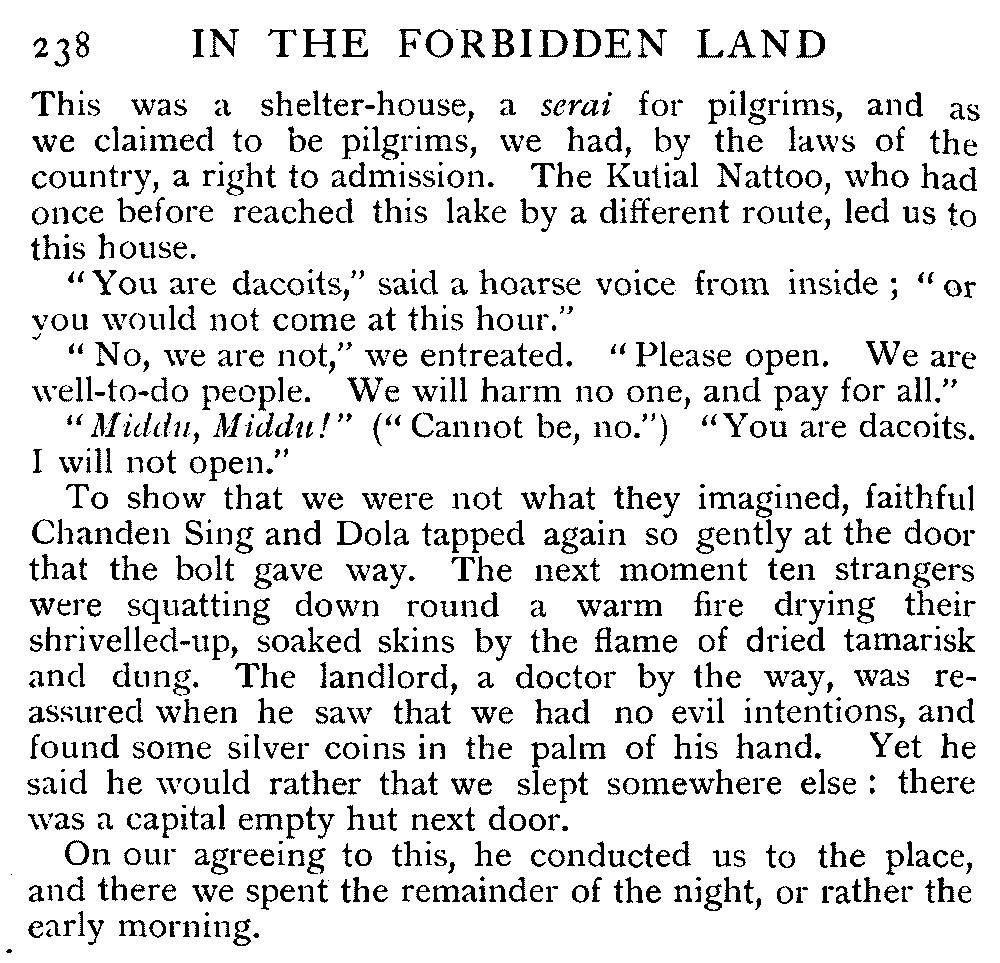 238 IN THE FORBIDDEN LAND
This was a shelter-house, a serai for pilgrims, and as
we claimed to be pilgrims, we had, by the laws of the
country, a right to admission. The Kutial Nattoo, who had
once before reached this lake by a different route, led us to
this house.
“You are dacoits,” said a hoarse voice from inside ; “or
you would not come at this hour.”
“No, we are not,” we entreated. “Please open. We are
well-to-do people. We will harm no one, and pay for all.”
“Middu, Middu!” (“Cannot be, no.”) “You are dacoits.
I will not open.”
To show that we were not what they imagined, faithful
Chanden Sing and Dola tapped again so gently at the door
that the bolt gave way. The next moment ten strangers
were squatting down round a warm fire drying their
shrivelled-up, soaked skins by the flame of dried tamarisk
and dung. The landlord, a doctor by the way, was re-
assured when he saw that we had no evil intentions, and
found some silver coins in the palm of his hand. Yet he
said he would rather that we slept somewhere else : there
was a capital empty hut next door.
On our agreeing to this, he conducted us to the place,
and there we spent the remainder of the night, or rather the
early morning.